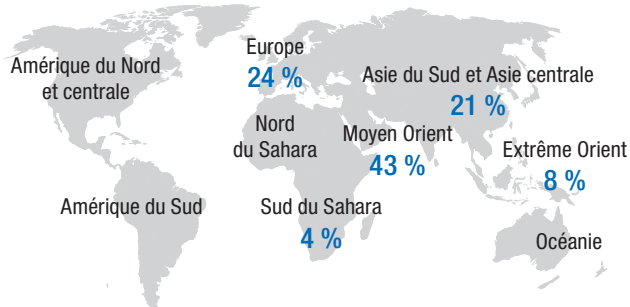 Amérique du Nord
et centrale
Europe
24 %
Asie du Sud et Asie centrale
21 %
Nord
du Sahara
Moyen Orient
43 %
Extrême Orient
8 %
Amérique du Sud
Sud du Sahara
4 %
Océanie